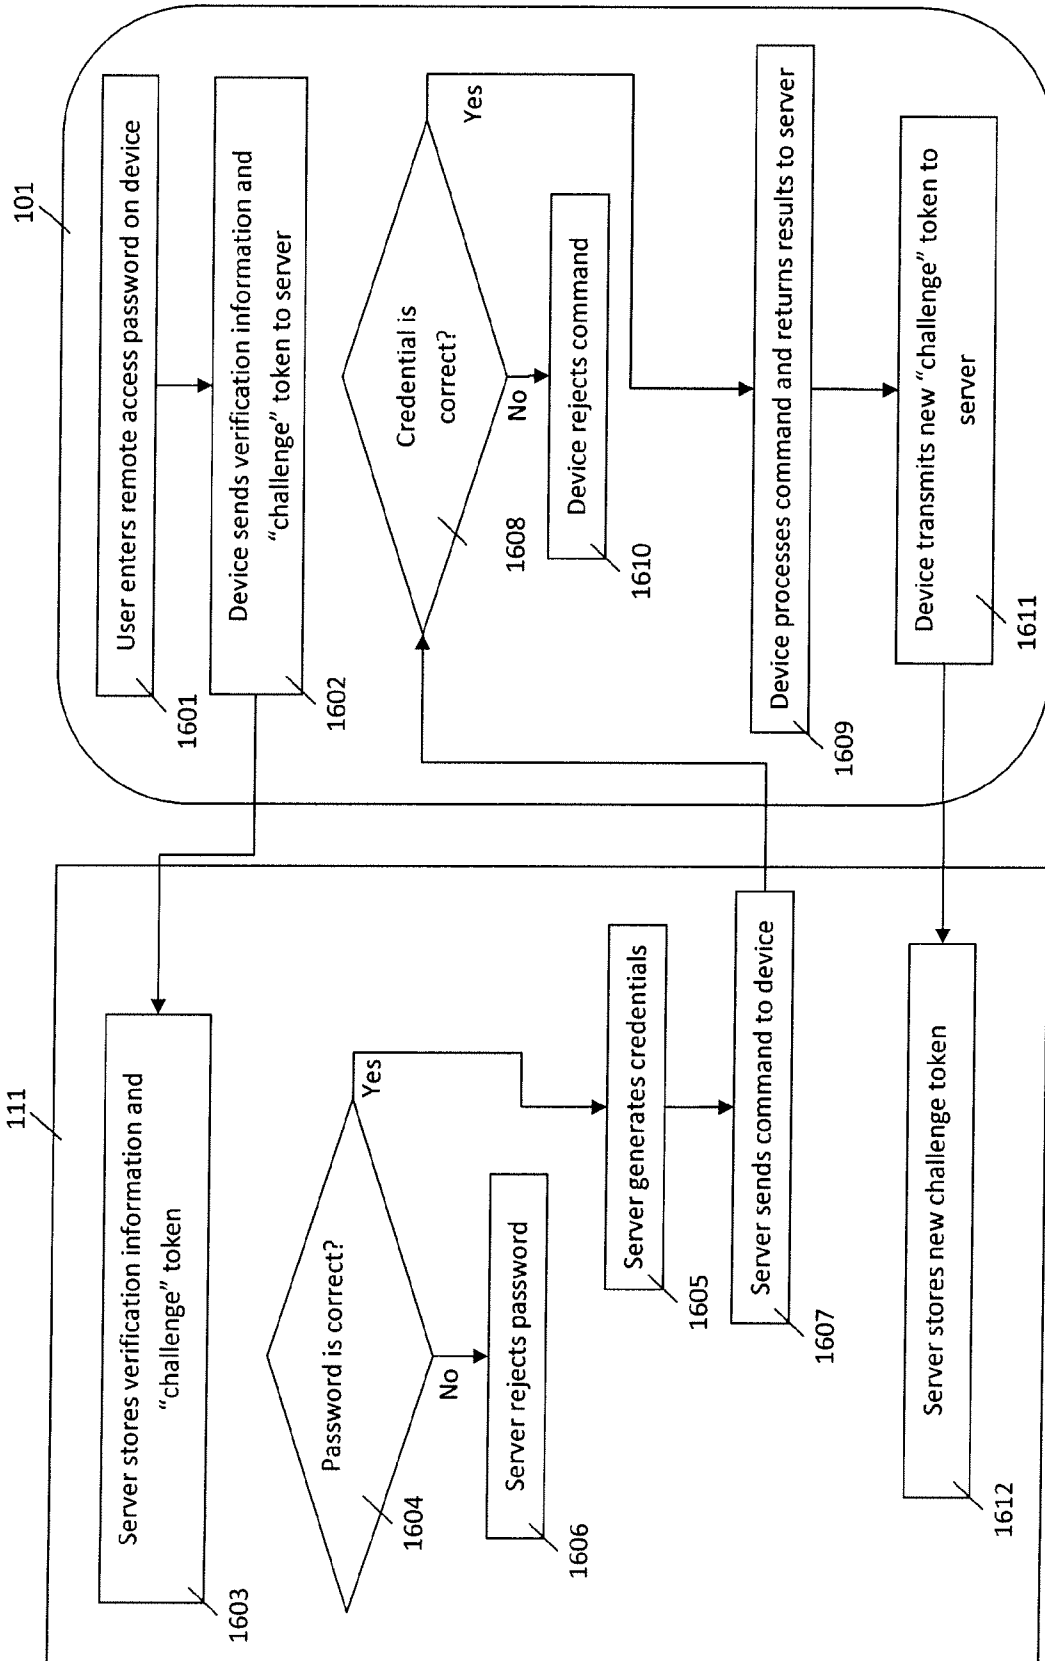 111
Server stores verification information and
“challenge” token
1603
Password is correct?
1604
Yes
No
Server rejects password
1606
Server generates credentials
1605
Server sends command to device
1607
Server stores new challenge token
1612
101
User enters remote access password on device
1601
Device sends verification information and
“challenge” token to server
1602
Credential is
correct?
1608
Yes
No
Device rejects command
1610
Device processes command and returns results to server
1609
Device transmits new “challenge” token to
server
1611